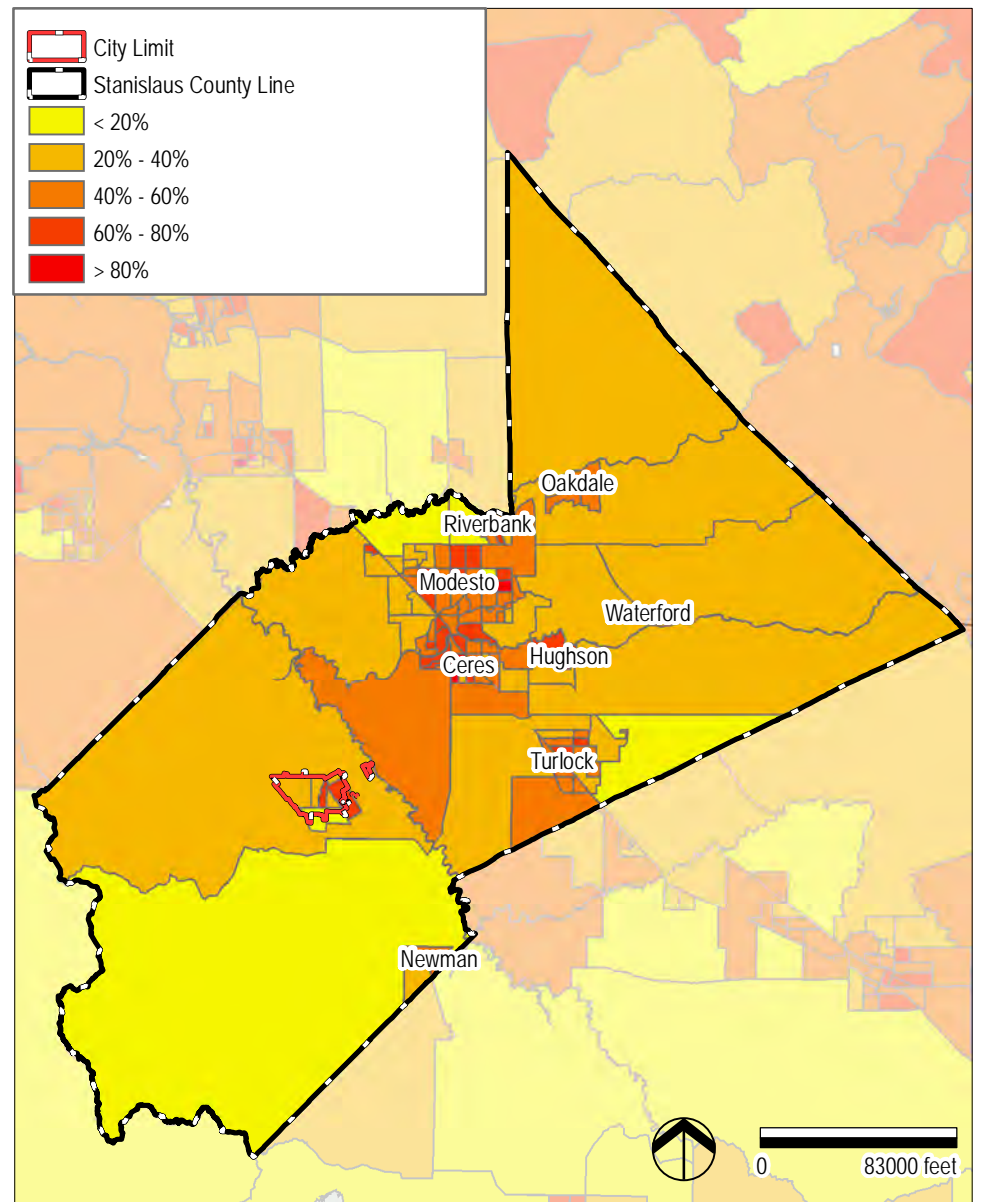 City Limit
Stanislaus County Line
< 20%
20% - 40%
40% - 60%
60% - 80%
> 80%
Oakdale
Riverbank
Modesto
Waterford
Hughson
Ceres
Turlock
Newman
0 83000 feet